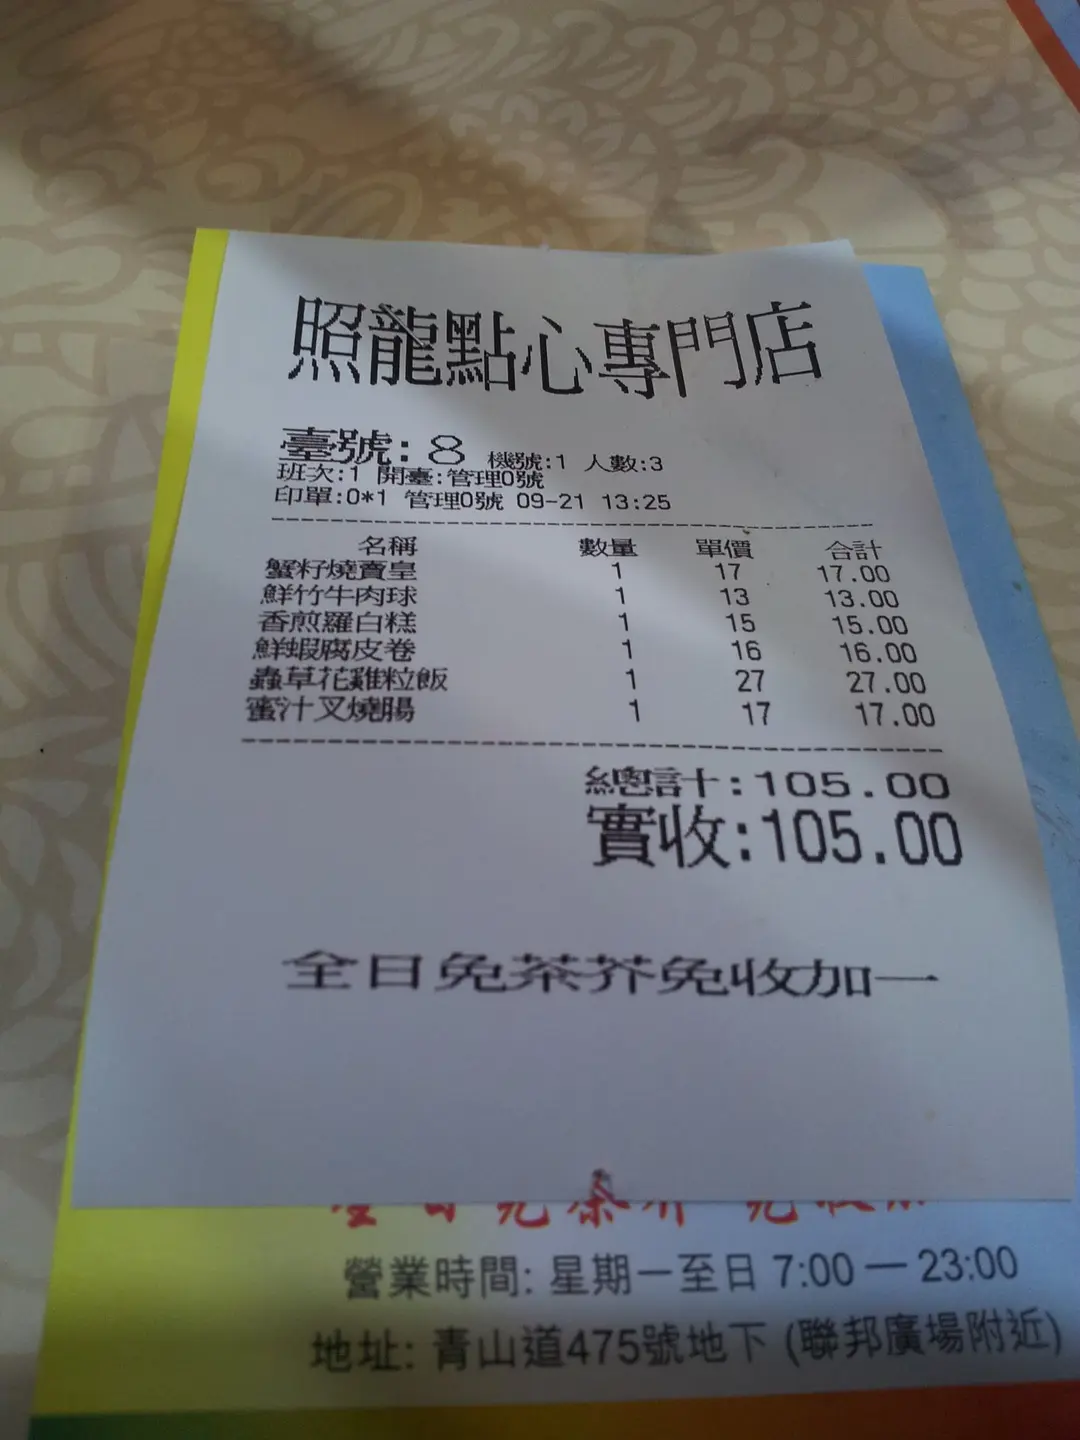 照龍點心專門店
臺號: 8 機號:1 人數:3
班次:1 開臺:管理0號
印單:0*1 管理0號 09-21 13:25
名稱 數量 單價 合計
蟹籽燒賣皇 1 17 17.00
鮮竹牛肉球 1 13 13.00
香煎羅白糕 1 15 15.00
鮮蝦腐皮卷 1 16 16.00
蟲草花雞粒飯 1 27 27.00
蜜汁叉燒腸 1 17 17.00
總計:105.00
實收:105.00
全日免茶芥免收加一
營業時間: 星期一至日 7:00 — 23:00
地址: 青山道475號地下 (聯邦廣場附近)